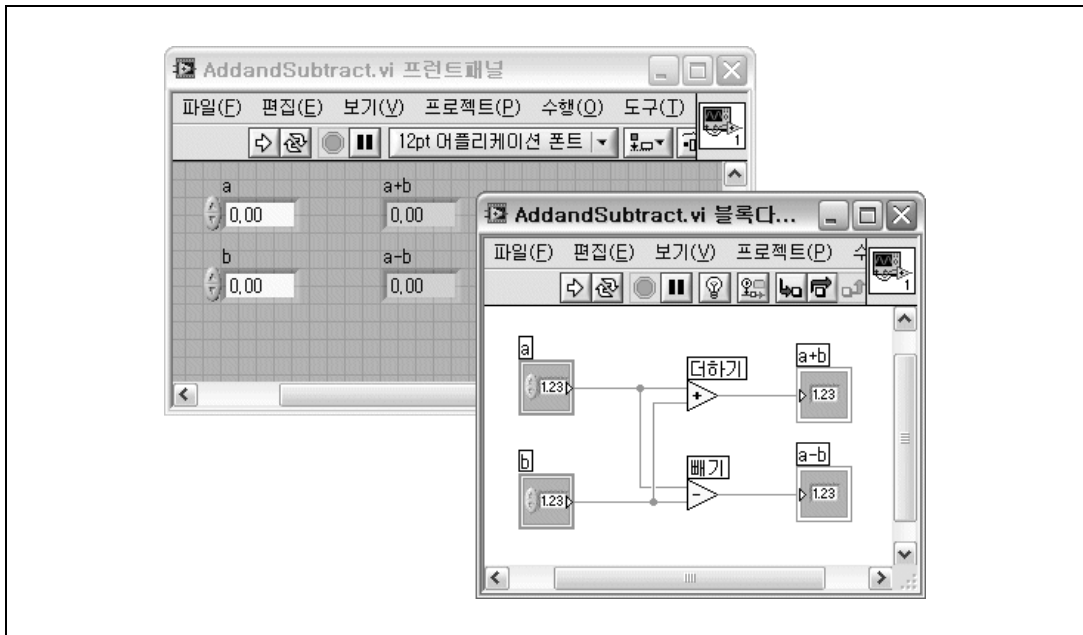 AddandSubtract.vi 프런트패널
파일(F) 편집(E) 보기(V) 프로젝트(P) 수행(O) 도구(T)
12pt 어플리케이션 폰트
1
a
0,00
a+b
0,00
b
0,00
a-b
0,00
AddandSubtract.vi 블록다...
파일(F) 편집(E) 보기(V) 프로젝트(P)
1
a
1.23
더하기
+
a+b
1.23
b
1.23
빼기
-
a-b
1.23